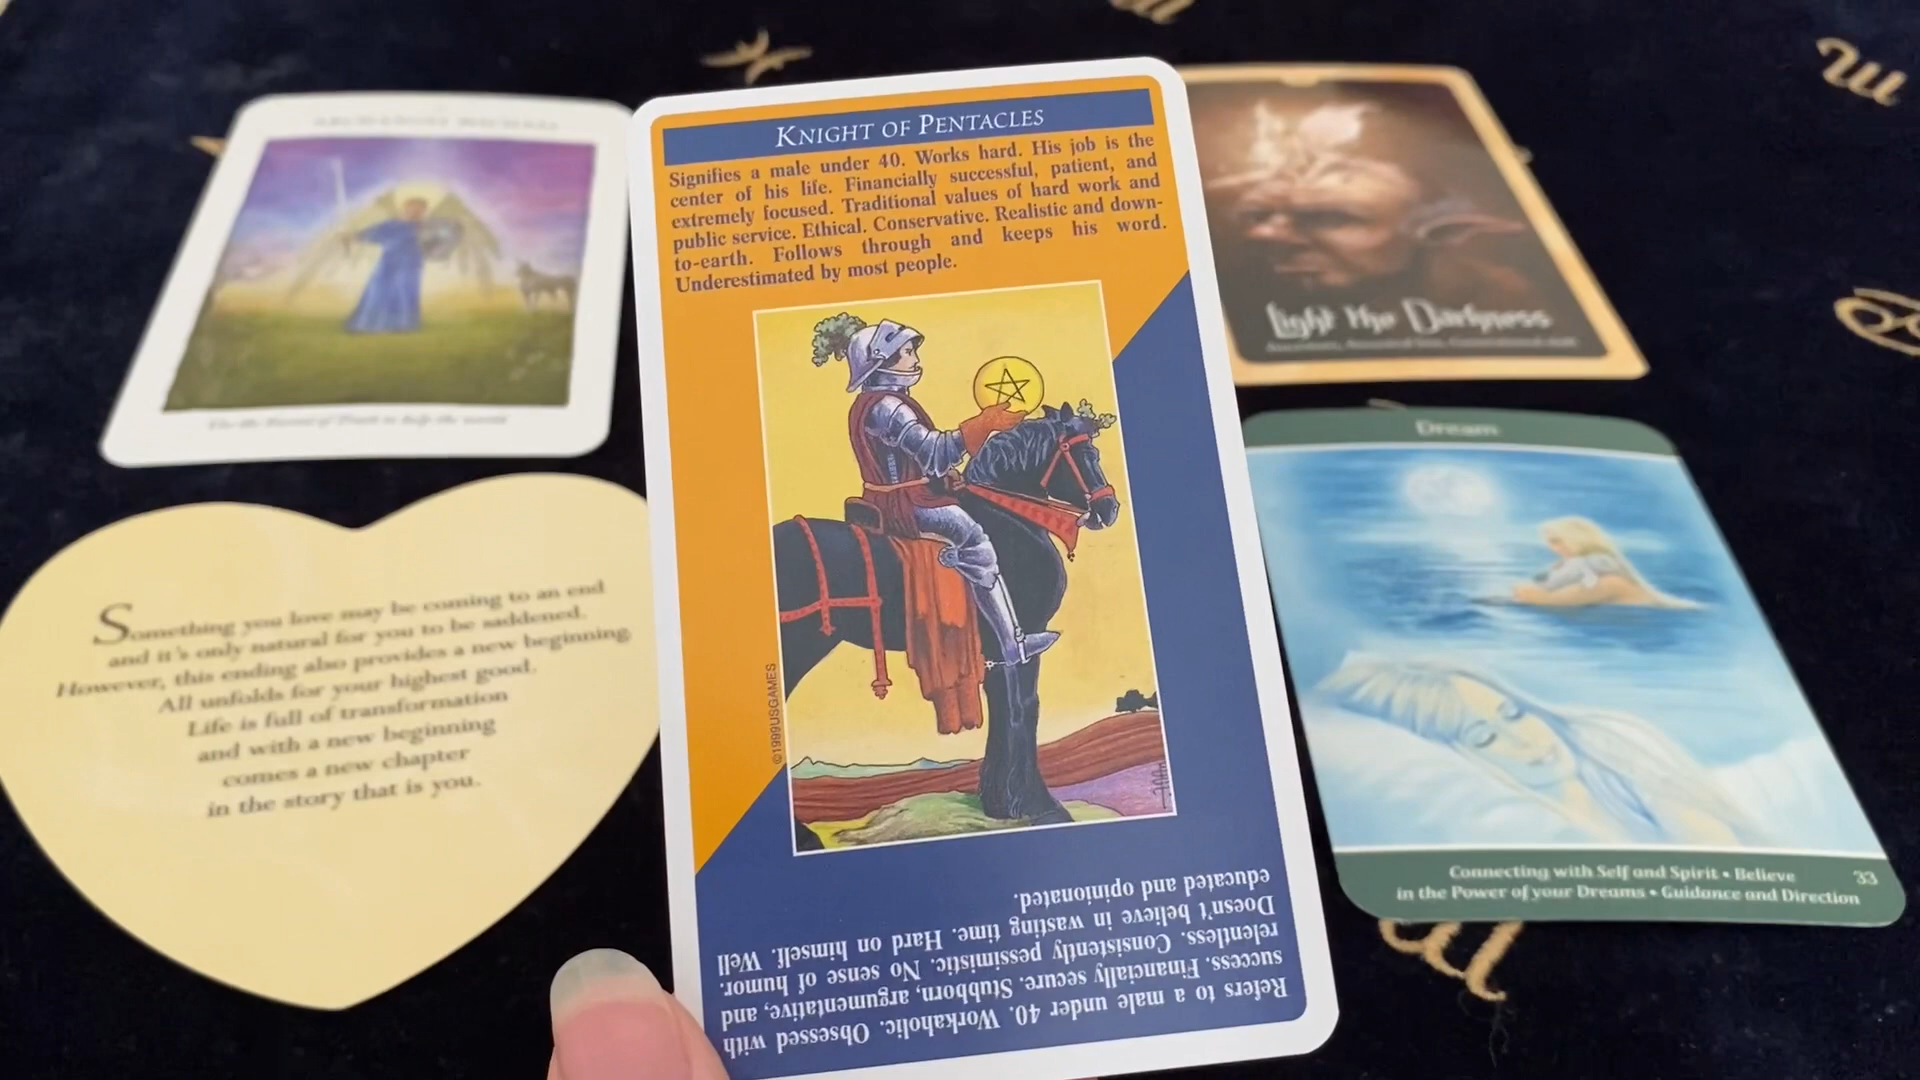 KNIGHT OF PENTACLES
Signifies a male under 40. Works hard. His job is the
center of his life. Financially successful, patient, and
extremely focused. Traditional values of hard work and
public service. Ethical. Conservative. Realistic and down-
to-earth. Follows through and keeps his word.
Underestimated by most people.
©1999USGAMES
Refers to a male under 40. Workaholic. Obsessed with
success. Financially secure. Stubborn, argumentative, and
relentless. Consistently pessimistic. No sense of humor.
Doesn't believe in wasting time. Hard on himself. Well
educated and opinionated.
Something you love may be coming to an end
and it's only natural for you to be saddened.
However, this ending also provides a new beginning.
All unfolds for your highest good.
Life is full of transformation
and with a new beginning
comes a new chapter
in the story that is you.
Light the Darkness
Dream
Connecting with Self and Spirit • Believe
in the Power of your Dreams • Guidance and Direction
33